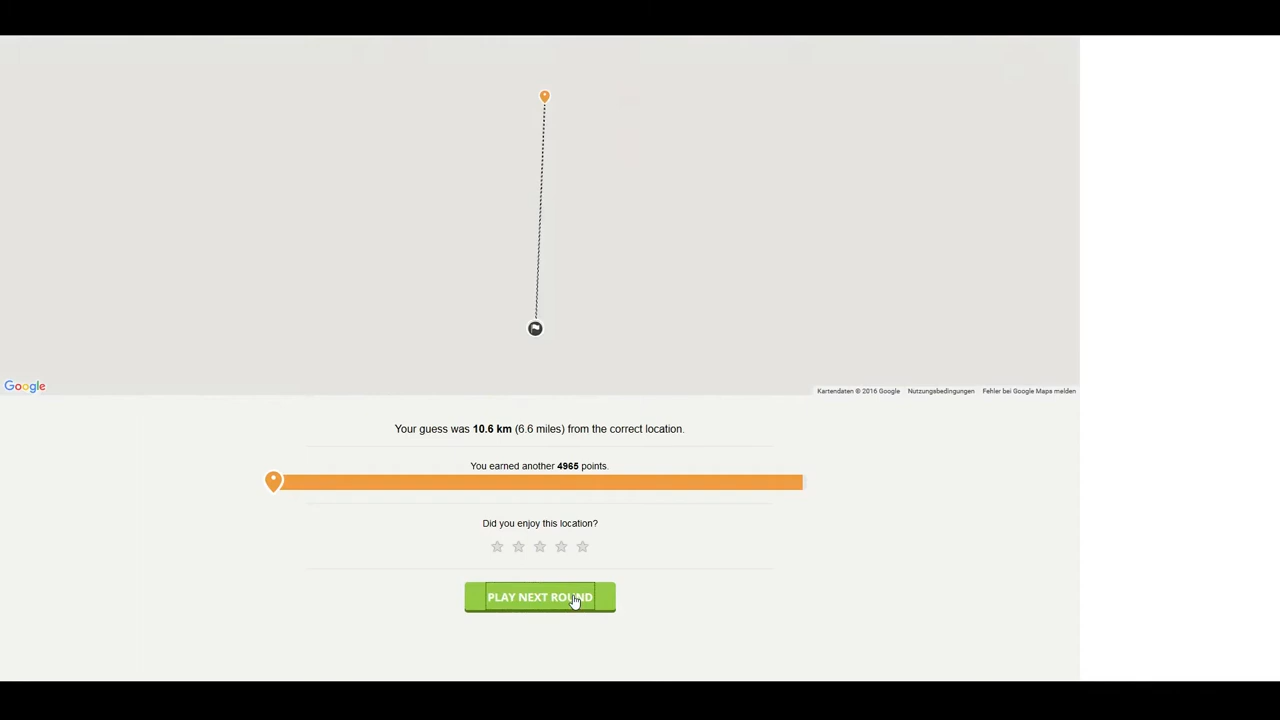 Google
Kartendaten © 2016 Google Nutzungsbedingungen Fehler bei Google Maps melden
Your guess was 10.6 km (6.6 miles) from the correct location.
You earned another 4965 points.
Did you enjoy this location?
PLAY NEXT ROUND